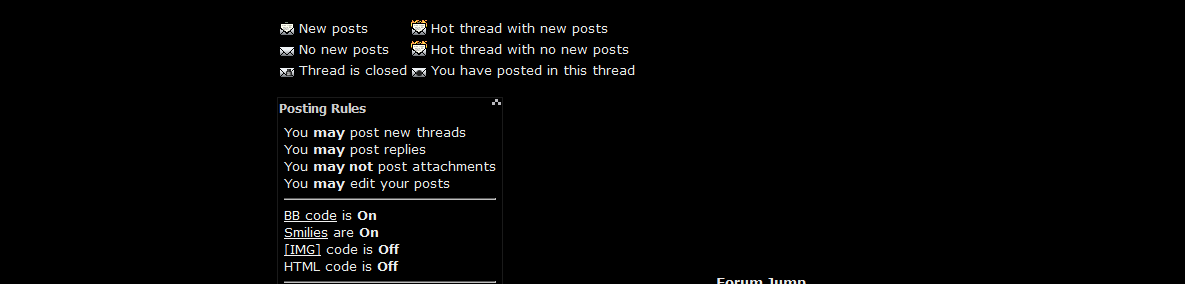 New posts Hot thread with new posts
No new posts Hot thread with no new posts
Thread is closed You have posted in this thread
Posting Rules
You may post new threads
You may post replies
You may not post attachments
You may edit your posts
BB code is On
Smilies are On
[IMG] code is Off
HTML code is Off
Forum Jump